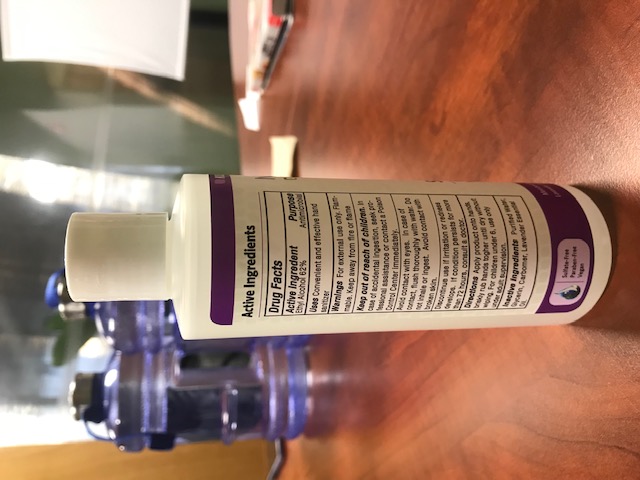 Active Ingredients
Drug Facts
Active Ingredent Purpose
Ethyl Alcohol 62% Antimicrobial
Uses Convenient and effective hand
sanitizer
Warnings For external use only. Flam-
mable. Keep away from fire or flame.
Keep out of reach of children. In
case of accidental ingestion, seek pro-
fessional assistance or contact a Poison
Control Center immediately.
Avoid contact with eyes. In case of
contact, flush thoroughly with water, do
not inhale or ingest. Avoid contact with
broken skin.
Discontinue use if irritation or redness
develops. If condition persists for more
than 72 hours, consult a doctor.
Directions Apply product onto hands,
briskly rub hands togther until dry without
wiping. For children under 6, use only
under adult supervision.
Inactive Ingredients Purified Water,
Glycerin, Carbomer, Lavender Essential
Oil
Sulfate-Free
Paraben-Free
Vegan